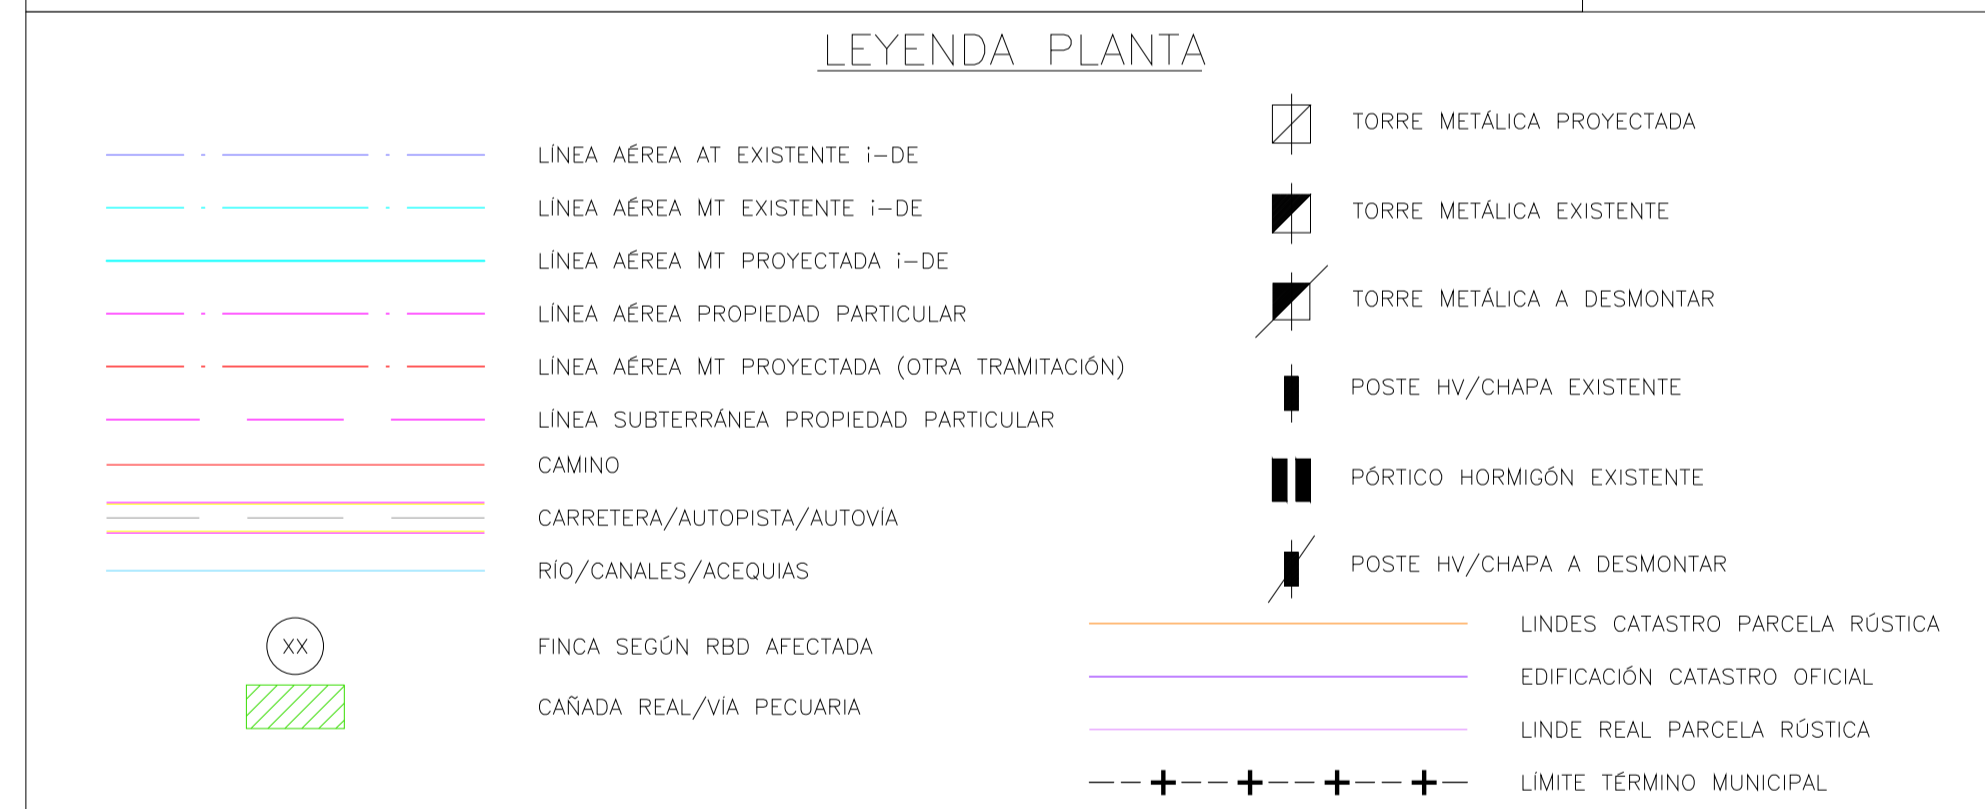 LEYENDA PLANTA
LÍNEA AÉREA AT EXISTENTE i-DE
LÍNEA AÉREA MT EXISTENTE i-DE
LÍNEA AÉREA MT PROYECTADA i-DE
LÍNEA AÉREA PROPIEDAD PARTICULAR
LÍNEA AÉREA MT PROYECTADA (OTRA TRAMITACIÓN)
LÍNEA SUBTERRÁNEA PROPIEDAD PARTICULAR
CAMINO
CARRETERA/AUTOPISTA/AUTOVÍA
RÍO/CANALES/ACEQUIAS
XX FINCA SEGÚN RBD AFECTADA
CAÑADA REAL/VÍA PECUARIA
TORRE METÁLICA PROYECTADA
TORRE METÁLICA EXISTENTE
TORRE METÁLICA A DESMONTAR
POSTE HV/CHAPA EXISTENTE
PÓRTICO HORMIGÓN EXISTENTE
POSTE HV/CHAPA A DESMONTAR
LINDES CATASTRO PARCELA RÚSTICA
EDIFICACIÓN CATASTRO OFICIAL
LINDE REAL PARCELA RÚSTICA
LÍMITE TÉRMINO MUNICIPAL